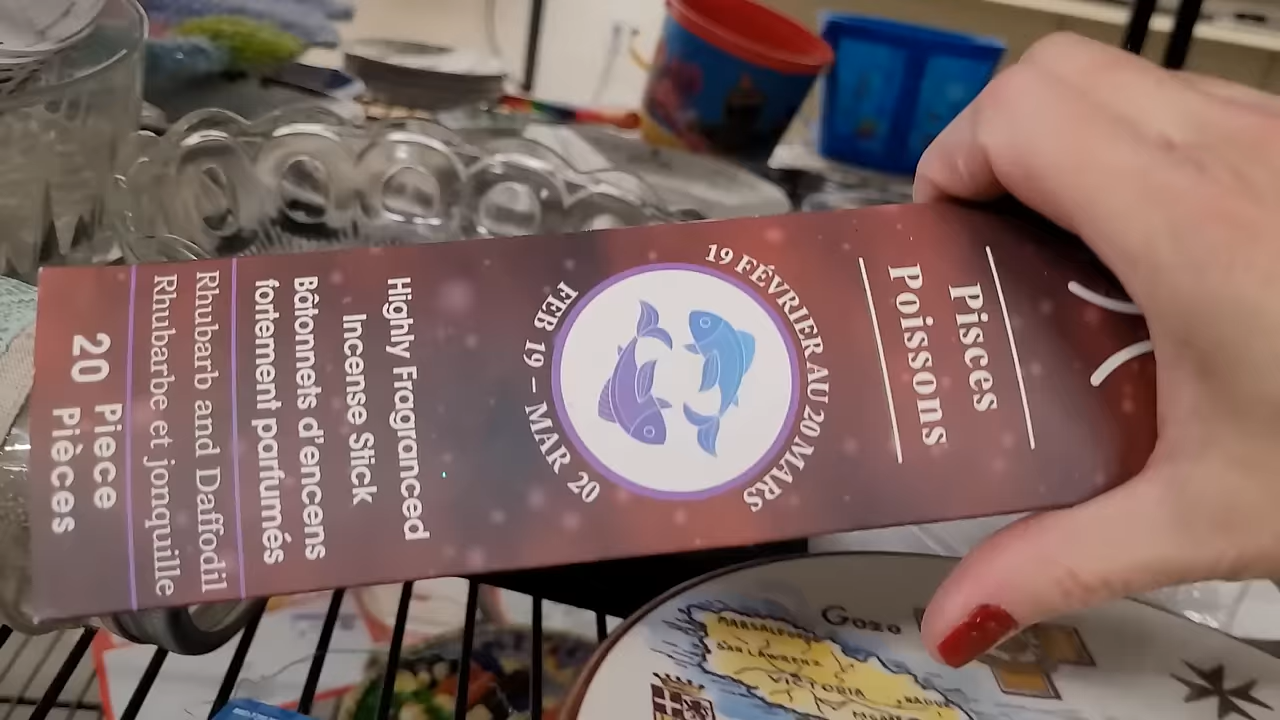 Pisces
Poissons
19 FÉVRIER AU 20 MARS
FEB 19 – MAR 20
Highly Fragranced
Incense Stick
Bâtonnets d'encens
fortement parfumés
Rhubarb and Daffodil
Rhubarbe et jonquille
20 Piece
Pièces
Gozo
MARSALFORN
SAN LAWRENZ
VICTORIA
NADUR